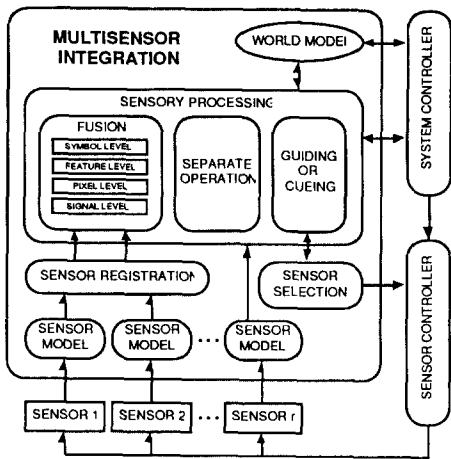 MULTISENSOR
INTEGRATION
WORLD MODEL
SENSORY PROCESSING
FUSION
SYMBOL LEVEL
FEATURE LEVEL
PIXEL LEVEL
SIGNAL LEVEL
SEPARATE
OPERATION
GUIDING
OR
CUEING
SENSOR REGISTRATION
SENSOR
SELECTION
SENSOR
MODEL
SENSOR
MODEL
...
SENSOR
MODEL
SENSOR 1
SENSOR 2
...
SENSOR r
SYSTEM CONTROLLER
SENSOR CONTROLLER